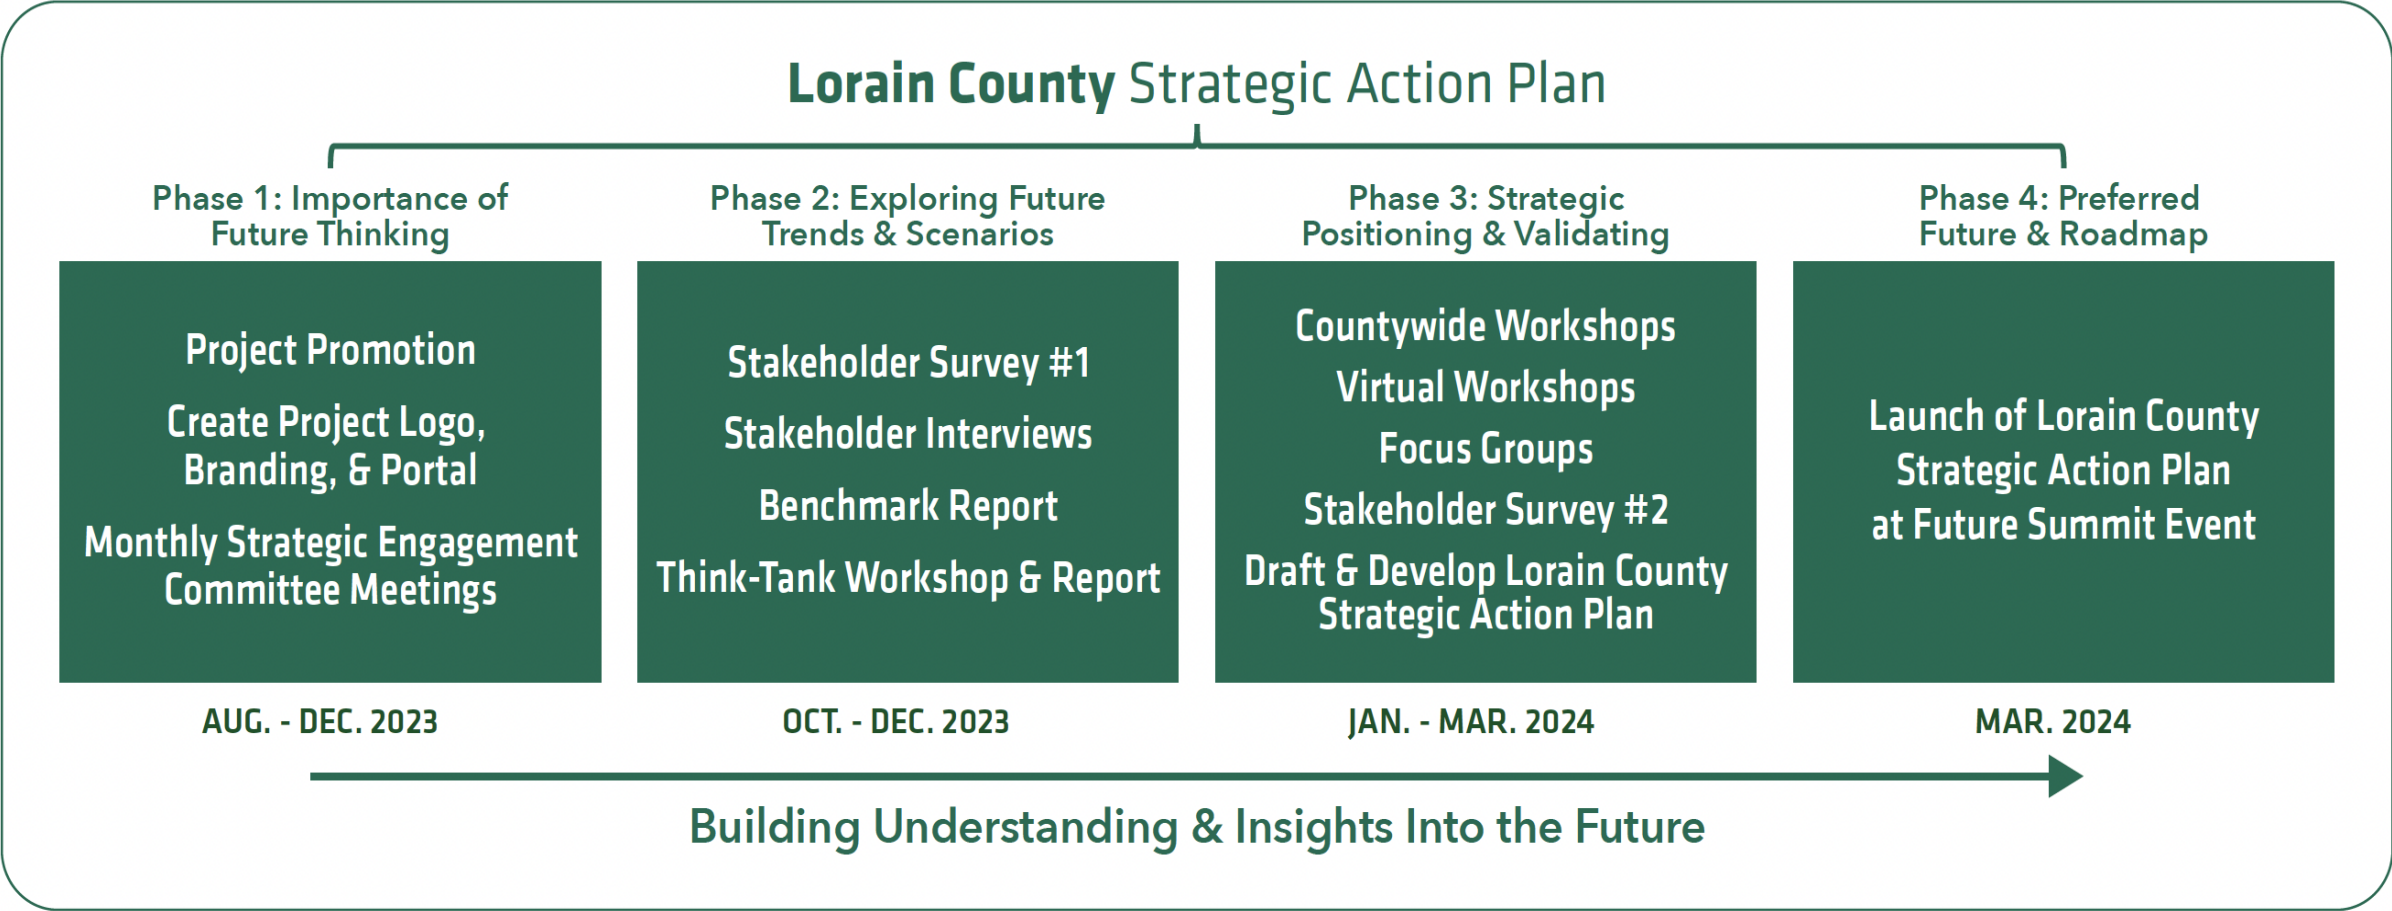 Lorain County Strategic Action Plan
Phase 1: Importance of
Future Thinking
Project Promotion
Create Project Logo,
Branding, & Portal
Monthly Strategic Engagement
Committee Meetings
AUG. - DEC. 2023
Phase 2: Exploring Future
Trends & Scenarios
Stakeholder Survey #1
Stakeholder Interviews
Benchmark Report
Think-Tank Workshop & Report
OCT. - DEC. 2023
Phase 3: Strategic
Positioning & Validating
Countywide Workshops
Virtual Workshops
Focus Groups
Stakeholder Survey #2
Draft & Develop Lorain County
Strategic Action Plan
JAN. - MAR. 2024
Phase 4: Preferred
Future & Roadmap
Launch of Lorain County
Strategic Action Plan
at Future Summit Event
MAR. 2024
Building Understanding & Insights Into the Future